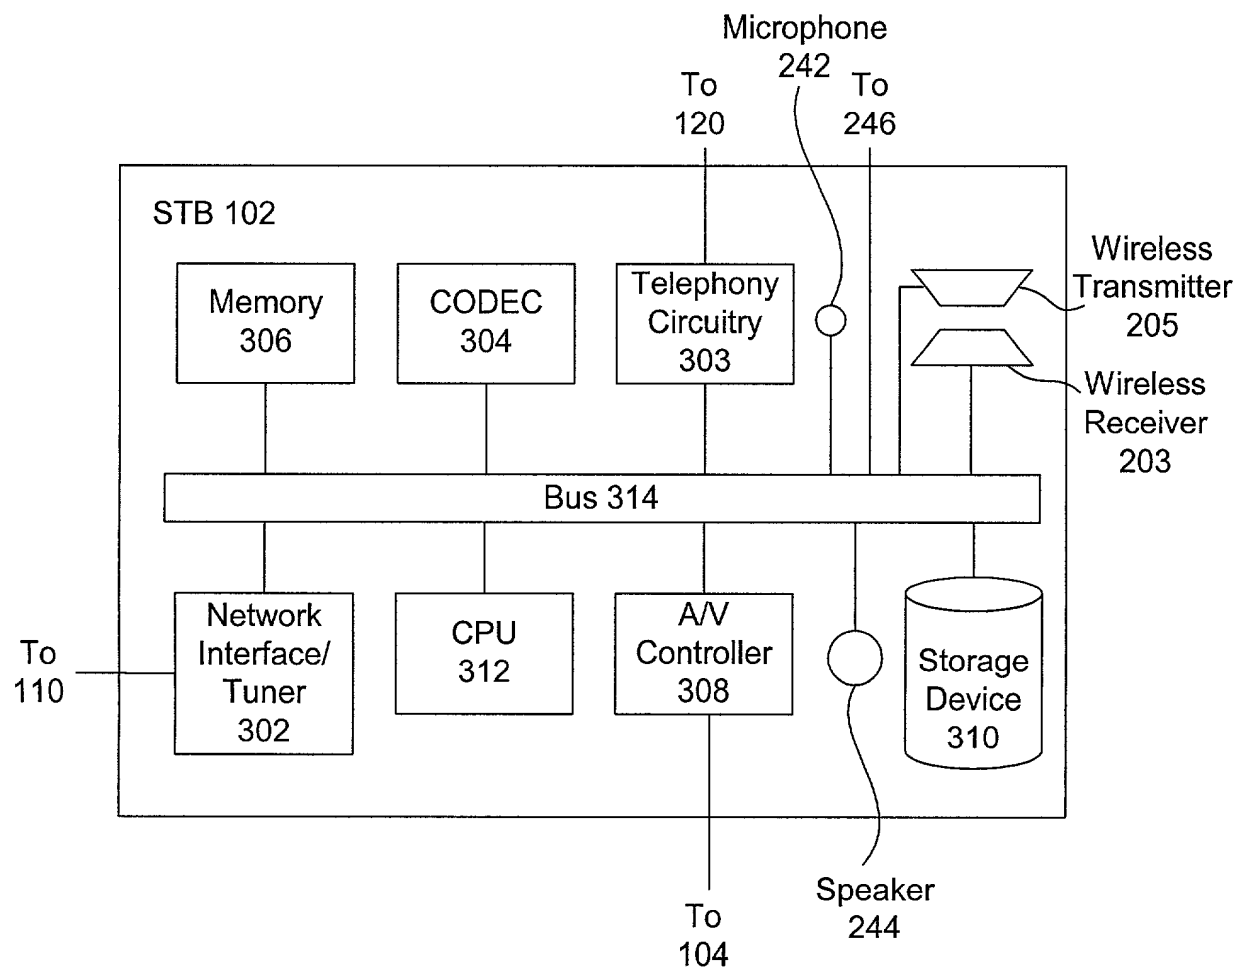 Microphone
242
To
120
To
246
STB 102
Memory
306
CODEC
304
Telephony
Circuitry
303
Wireless
Transmitter
205
Wireless
Receiver
203
Bus 314
To
110
Network
Interface/
Tuner
302
CPU
312
A/V
Controller
308
Storage
Device
310
Speaker
244
To
104